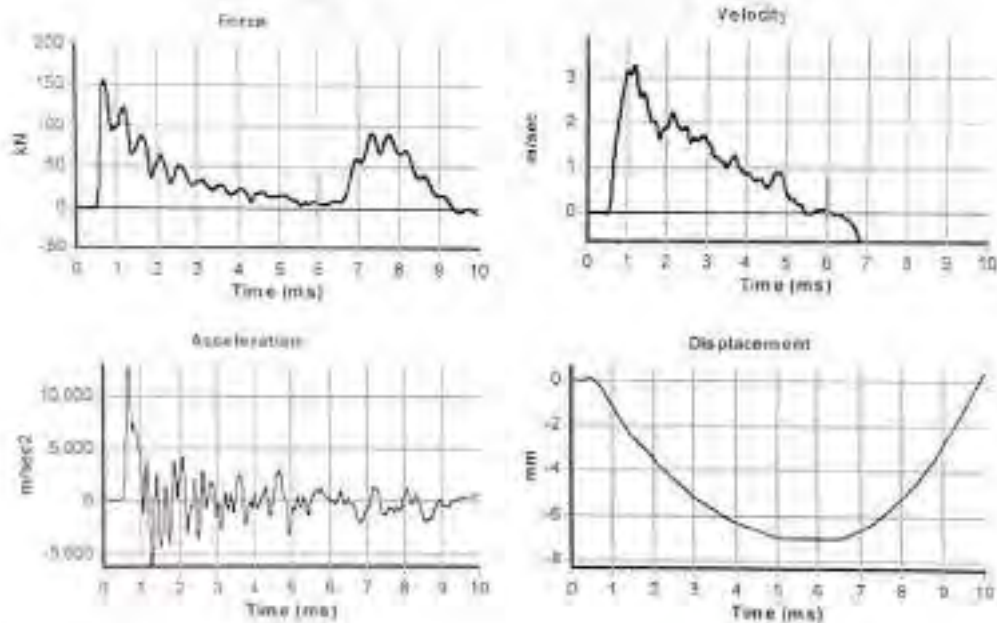 Force
200
150
100
50
0
-50
kN
0 1 2 3 4 5 6 7 8 9 10
Time (ms)
Velocity
3
2
1
0
m/sec
0 1 2 3 4 5 6 7 8 9 10
Time (ms)
Acceleration
10,000
5,000
0
-5,000
m/sec2
0 1 2 3 4 5 6 7 8 9 10
Time (ms)
Displacement
0
-2
-4
-6
-8
mm
0 1 2 3 4 5 6 7 8 9 10
Time (ms)